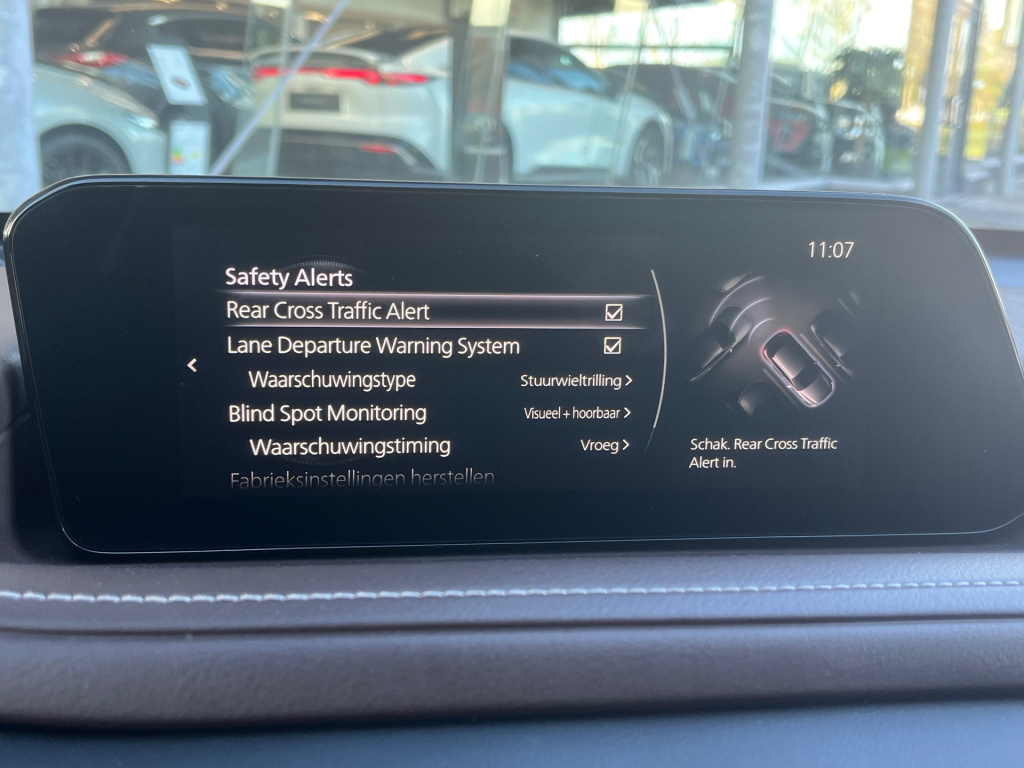 11:07
Safety Alerts
Rear Cross Traffic Alert
Lane Departure Warning System
Waarschuwingstype Stuurwieltrilling >
Blind Spot Monitoring Visueel + hoorbaar >
Waarschuwingstiming Vroeg >
Fabrieksinstellingen herstellen
Schak. Rear Cross Traffic
Alert in.